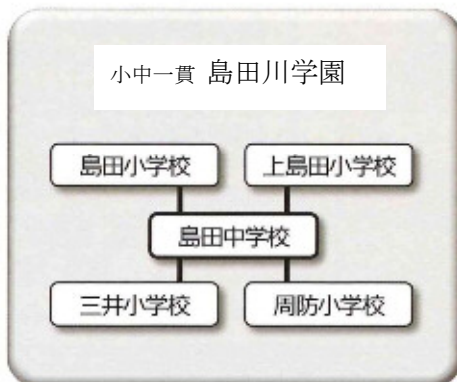 小中一貫 島田川学園
島田小学校
上島田小学校
島田中学校
三井小学校
周防小学校